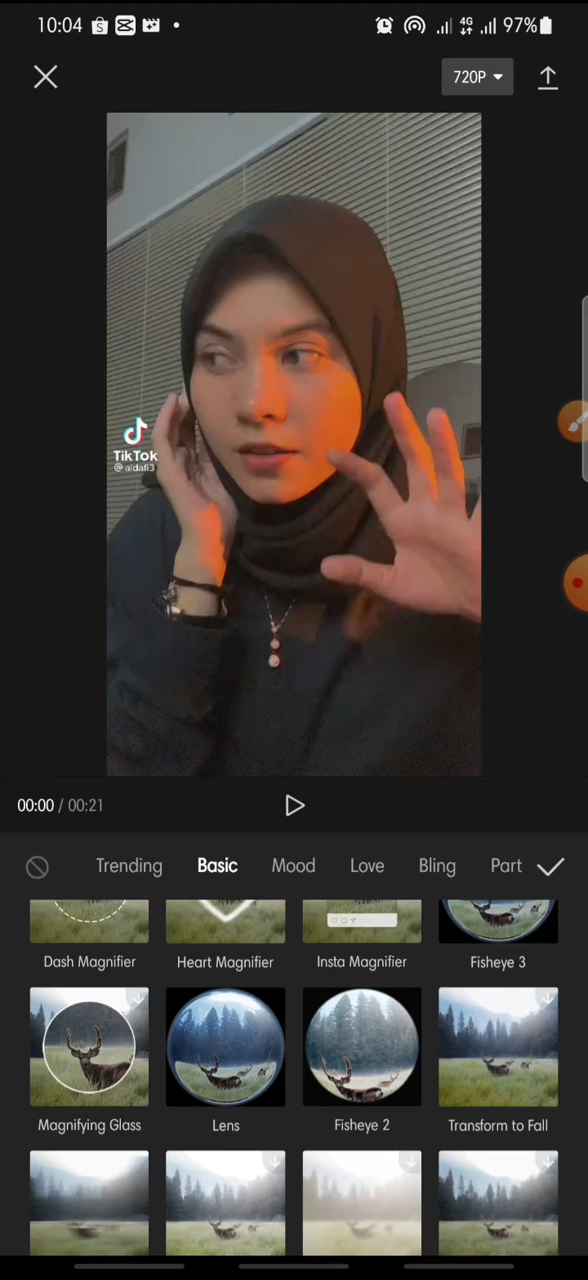 10:04 4G 97%
720P
TikTok
@aidafi3
00:00 / 00:21
Trending Basic Mood Love Bling Part
Dash Magnifier Heart Magnifier Insta Magnifier Fisheye 3
Magnifying Glass Lens Fisheye 2 Transform to Fall